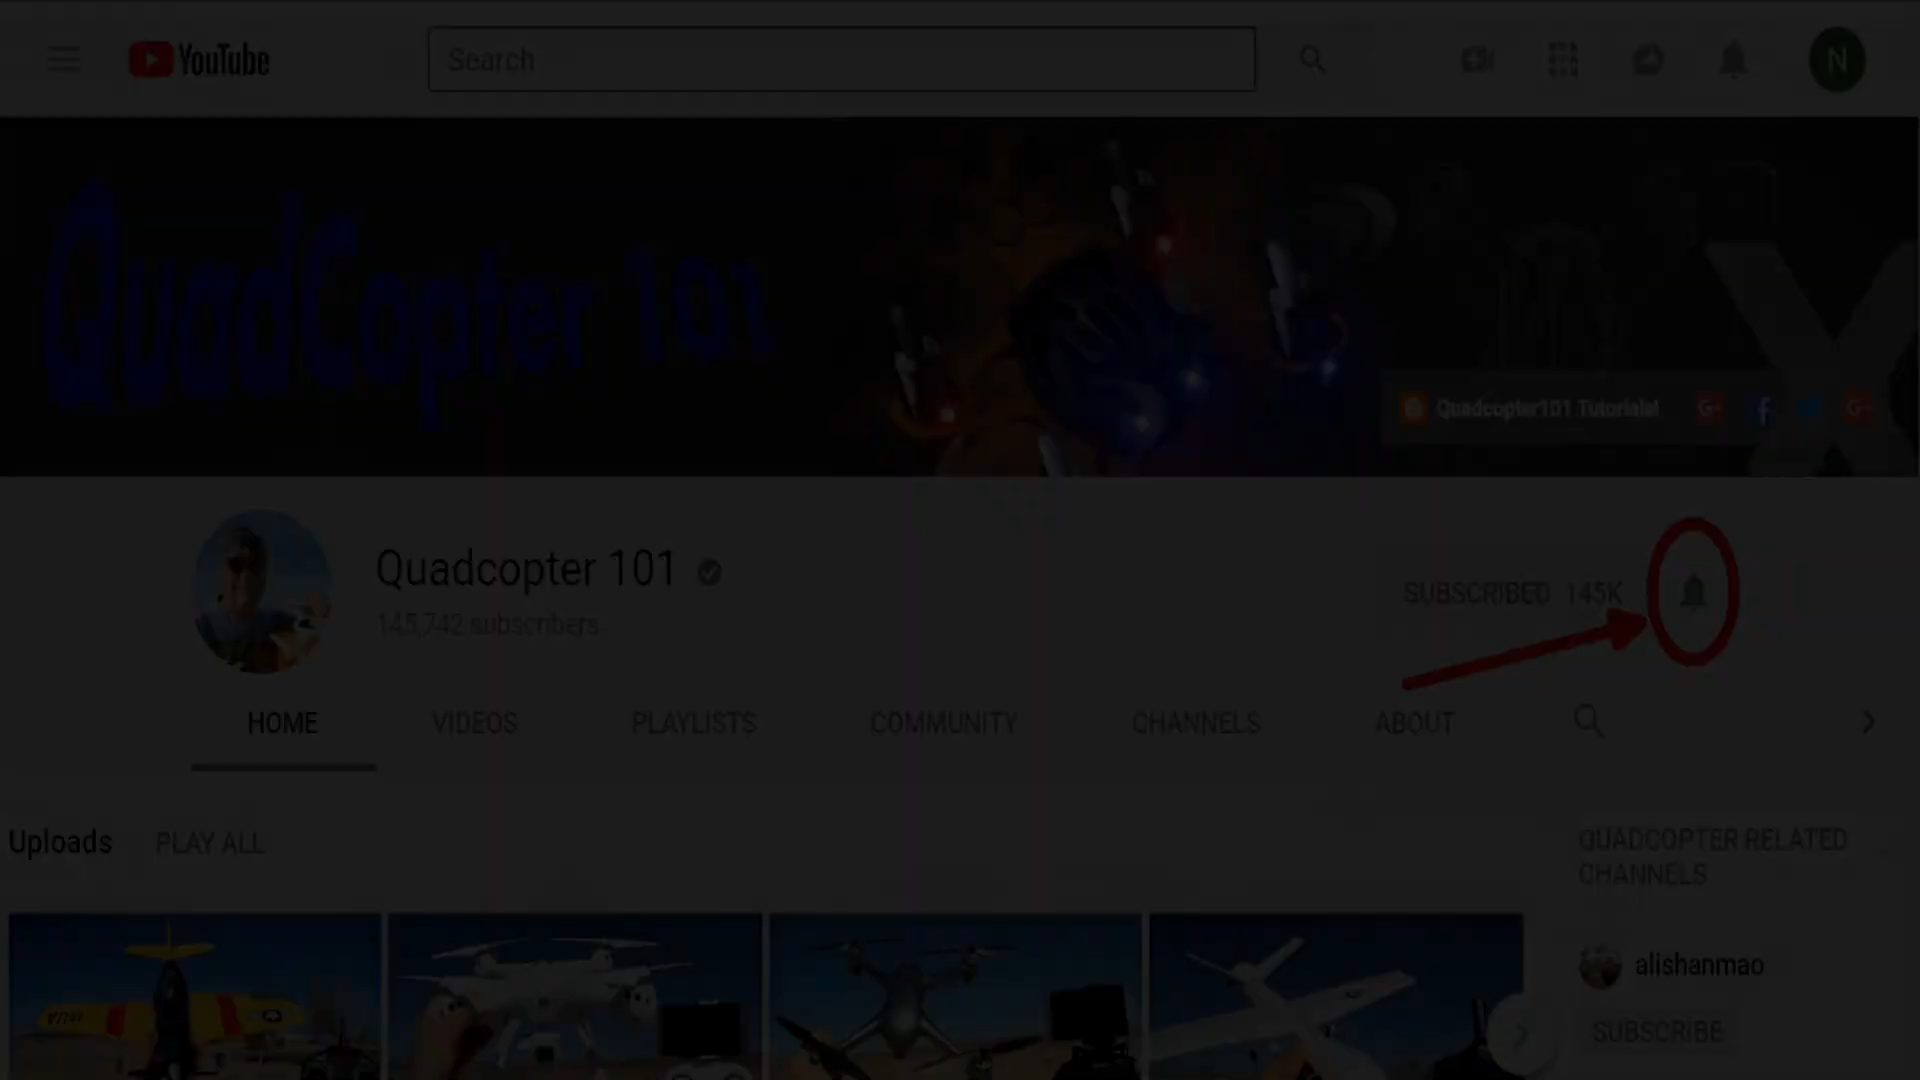 YouTube
Search
N
QuadCopter 101
X
Quadcopter101 Tutorials!
G+
f
G+
Quadcopter 101
145,742 subscribers
SUBSCRIBED 145K
HOME
VIDEOS
PLAYLISTS
COMMUNITY
CHANNELS
ABOUT
Uploads
PLAY ALL
QUADCOPTER RELATED
CHANNELS
alishanmao
SUBSCRIBE